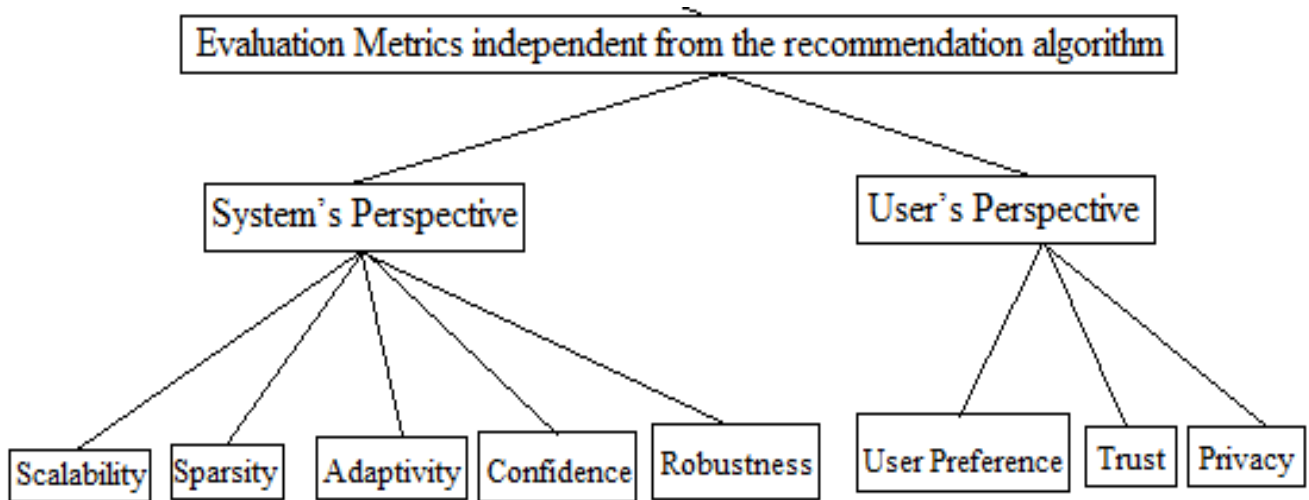 Evaluation Metrics independent from the recommendation algorithm
System’s Perspective
User’s Perspective
Scalability
Sparsity
Adaptivity
Confidence
Robustness
User Preference
Trust
Privacy